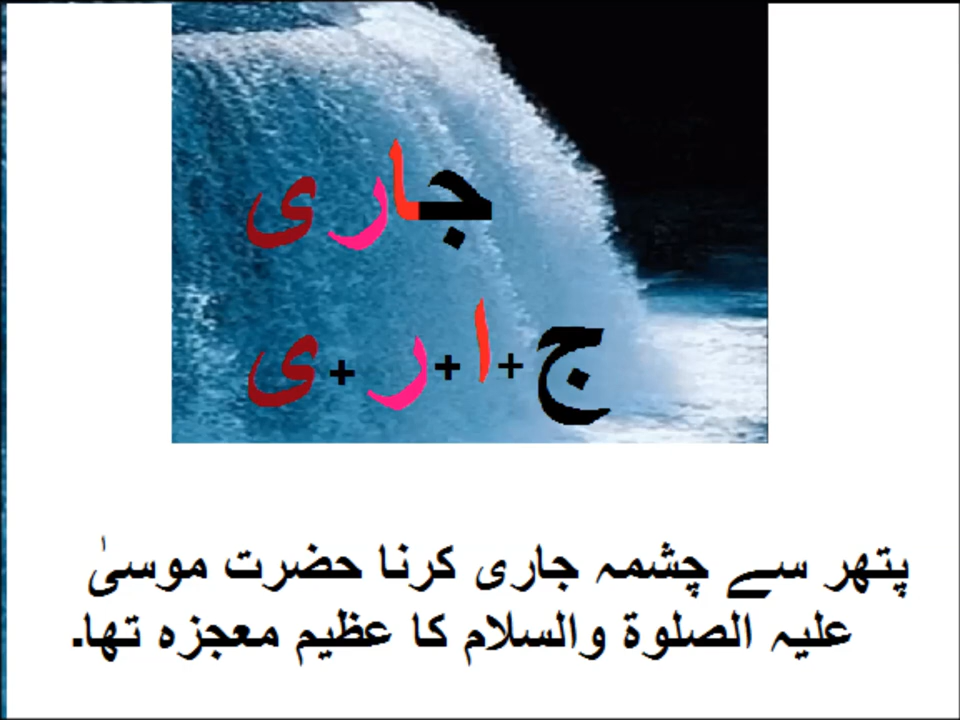 جاری
ج + ا + ر + ی
پتھر سے چشمہ جاری کرنا حضرت موسیٰ
علیہ الصلوۃ والسلام کا عظیم معجزہ تھا۔